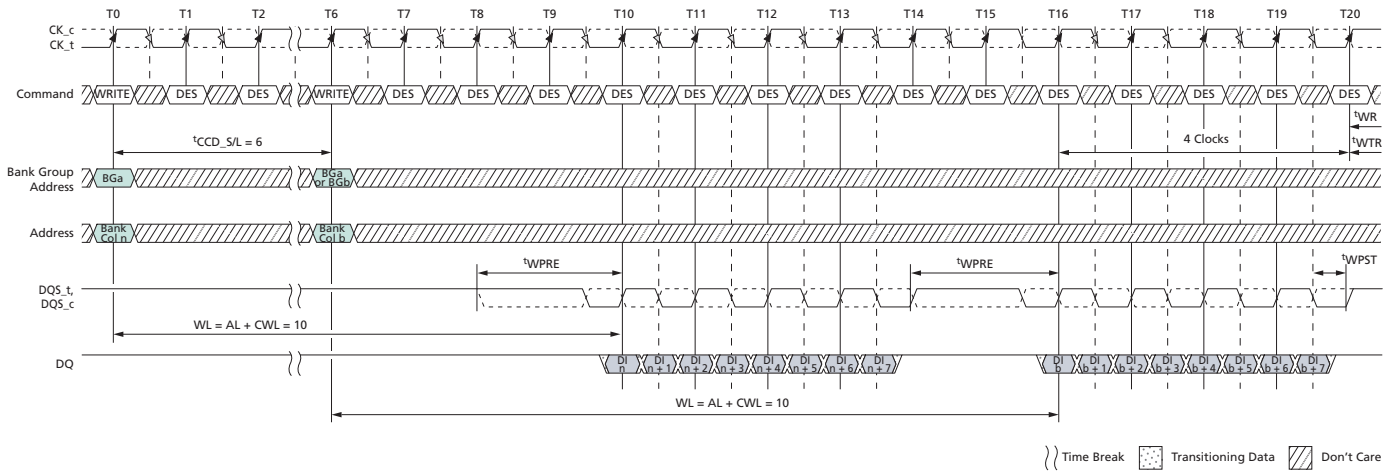 T0 T1 T2 T6 T7 T8 T9 T10 T11 T12 T13 T14 T15 T16 T17 T18 T19 T20
CK_c
CK_t
Command WRITE DES DES WRITE DES DES DES DES DES DES DES DES DES DES DES DES DES DES
tWR
tCCD_S/L = 6
4 Clocks
tWTR
Bank Group
Address
BGa
BGa
or BGb
Address
Bank
Col n
Bank
Col b
tWPRE
tWPRE
tWPST
DQS_t,
DQS_c
WL = AL + CWL = 10
DQ
DI
n
DI
n + 1
DI
n + 2
DI
n + 3
DI
n + 4
DI
n + 5
DI
n + 6
DI
n + 7
DI
b
DI
b + 1
DI
b + 2
DI
b + 3
DI
b + 4
DI
b + 5
DI
b + 6
DI
b + 7
WL = AL + CWL = 10
Time Break
Transitioning Data
Don't Care